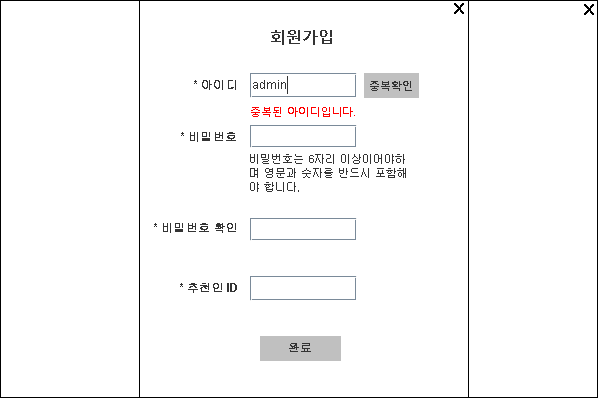 회원가입
* 아이디 admin 중복확인
중복된 아이디입니다.
* 비밀번호
비밀번호는 6자리 이상이어야하
며 영문과 숫자를 반드시 포함해
야 합니다.
* 비밀번호 확인
* 추천인 ID
완료